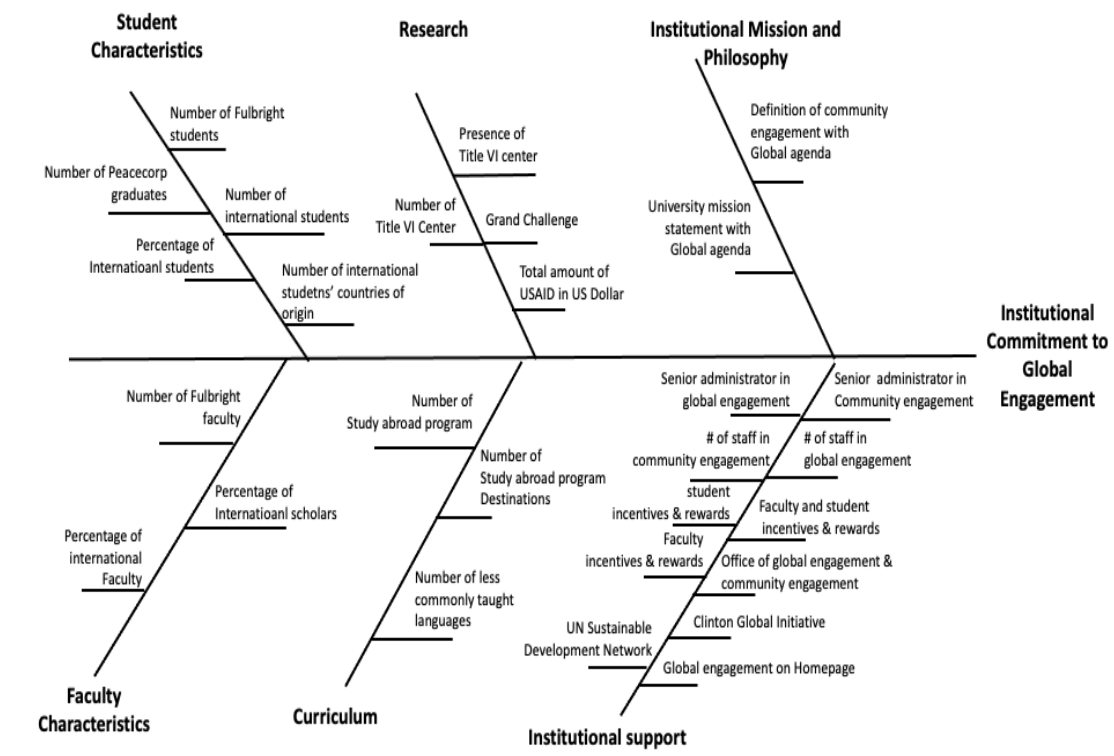 Student
Characteristics
Research
Institutional Mission and
Philosophy
Number of Fulbright
students
Number of Peacecorp
graduates
Number of
international students
Percentage of
Internatioanl students
Number of international
studetns' countries of
origin
Presence of
Title VI center
Number of
Title VI Center
Grand Challenge
Total amount of
USAID in US Dollar
Definition of community
engagement with
Global agenda
University mission
statement with
Global agenda
Institutional
Commitment to
Global
Engagement
Number of Fulbright
faculty
Percentage of
Internatioanl scholars
Percentage of
international
Faculty
Faculty
Characteristics
Number of
Study abroad program
Number of
Study abroad program
Destinations
Number of less
commonly taught
languages
Curriculum
Senior administrator in
global engagement
Senior administrator in
Community engagement
# of staff in
community engagement
# of staff in
global engagement
student
incentives & rewards
Faculty and student
incentives & rewards
Faculty
incentives & rewards
Office of global engagement &
community engagement
Clinton Global Initiative
UN Sustainable
Development Network
Global engagement on Homepage
Institutional support